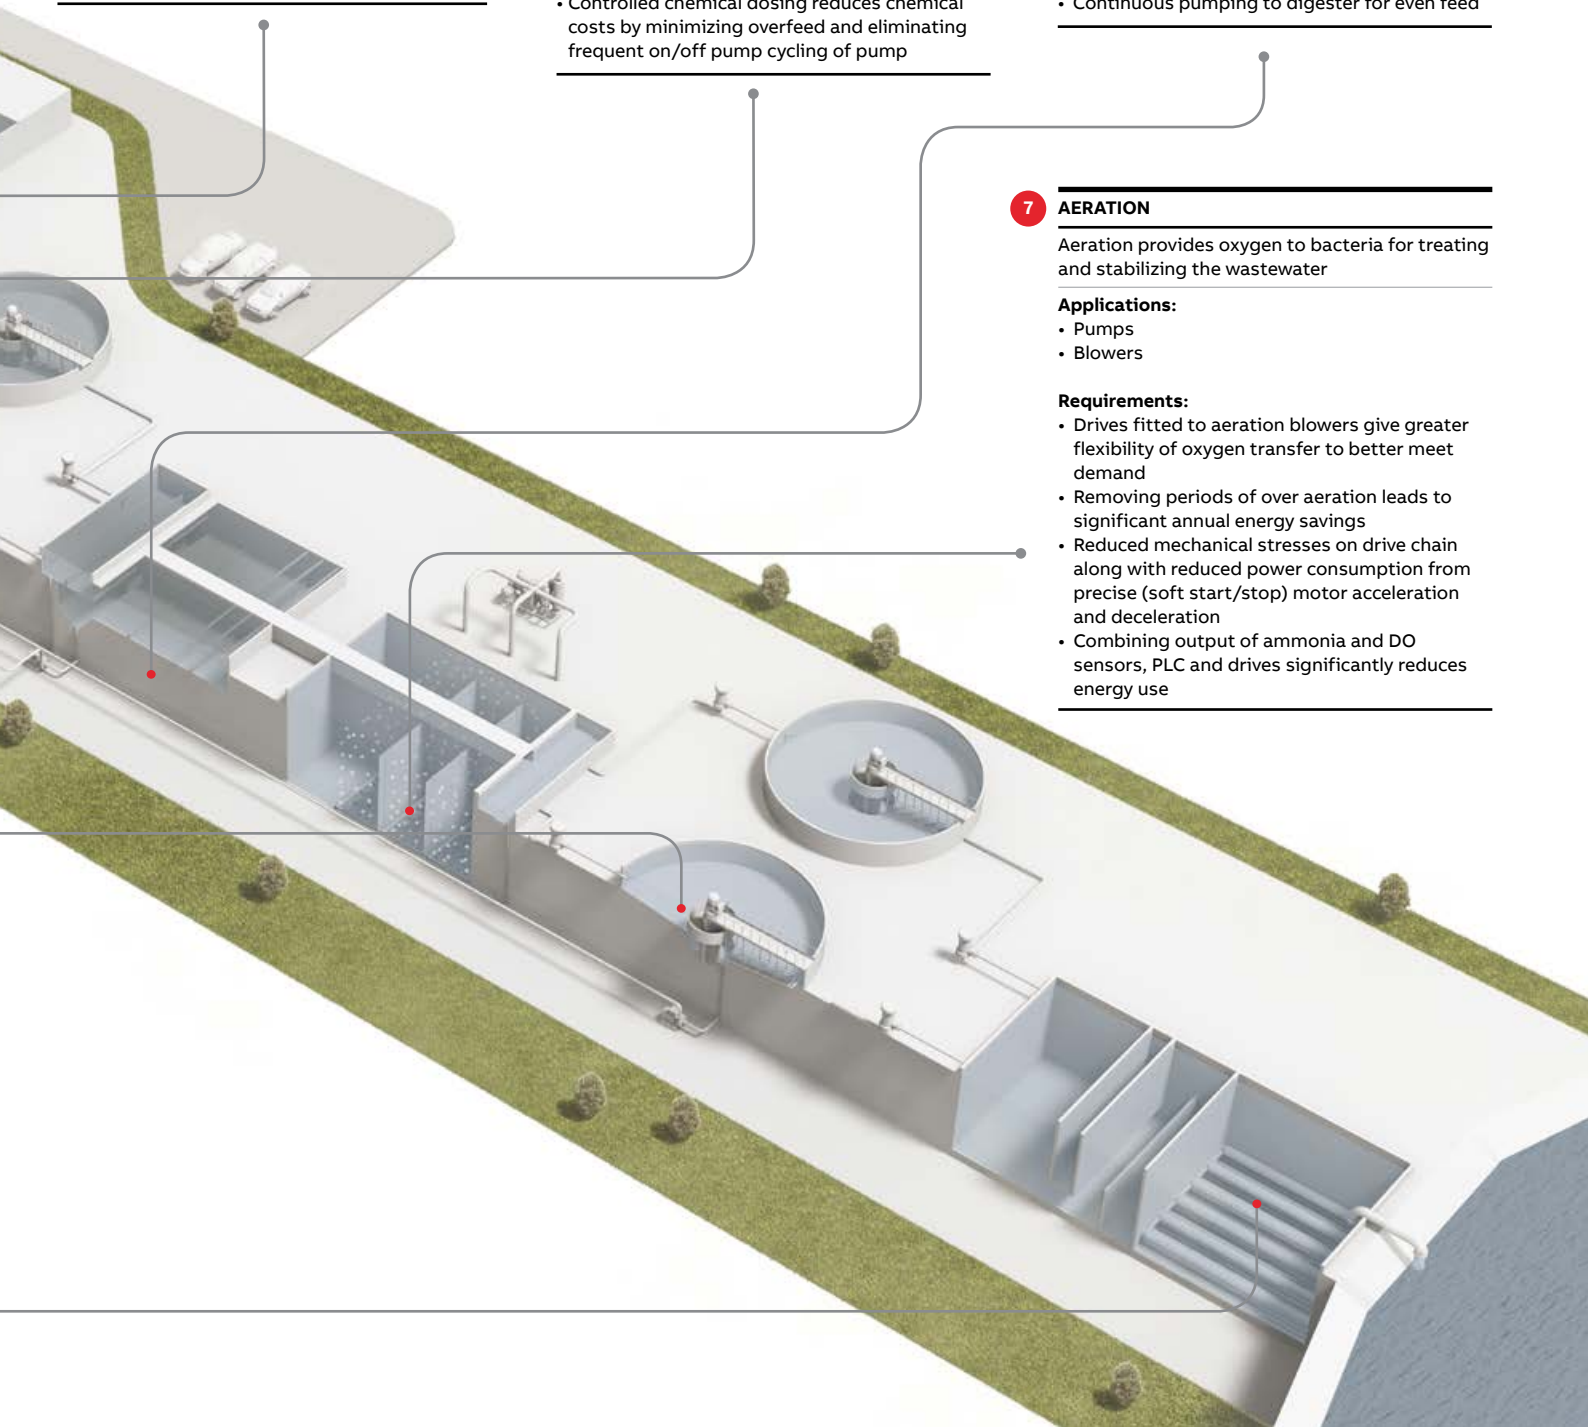 • Controlled chemical dosing reduces chemical
costs by minimizing overfeed and eliminating
frequent on/off pump cycling of pump
• Continuous pumping to digester for even feed
7 AERATION
Aeration provides oxygen to bacteria for treating
and stabilizing the wastewater
Applications:
• Pumps
• Blowers
Requirements:
• Drives fitted to aeration blowers give greater
flexibility of oxygen transfer to better meet
demand
• Removing periods of over aeration leads to
significant annual energy savings
• Reduced mechanical stresses on drive chain
along with reduced power consumption from
precise (soft start/stop) motor acceleration
and deceleration
• Combining output of ammonia and DO
sensors, PLC and drives significantly reduces
energy use